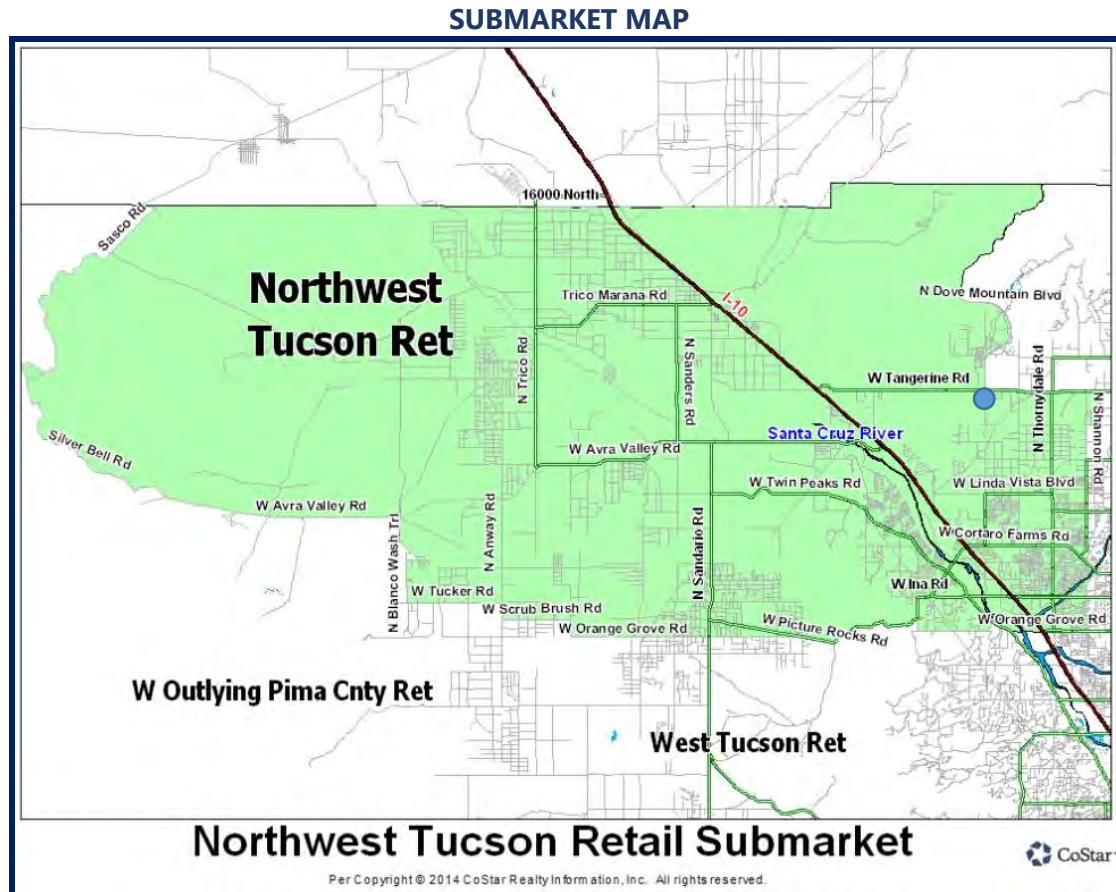 SUBMARKET MAP
16000 North
Sasco Rd
Northwest
Tucson Ret
Trico Marana Rd
I-10
N Dove Mountain Blvd
N Trico Rd
N Sanders Rd
W Tangerine Rd
N Thornydale Rd
N Shannon Rd
Santa Cruz River
Silver Bell Rd
W Avra Valley Rd
W Twin Peaks Rd
W Linda Vista Blvd
W Avra Valley Rd
N Blanco Wash Trl
N Anway Rd
N Sandario Rd
W Cortaro Farms Rd
W Tucker Rd
W Ina Rd
W Scrub Brush Rd
W Orange Grove Rd
W Picture Rocks Rd
W Orange Grove Rd
W Outlying Pima Cnty Ret
West Tucson Ret
Northwest Tucson Retail Submarket
CoStar
Per Copyright © 2014 CoStar Realty Information, Inc. All rights reserved.